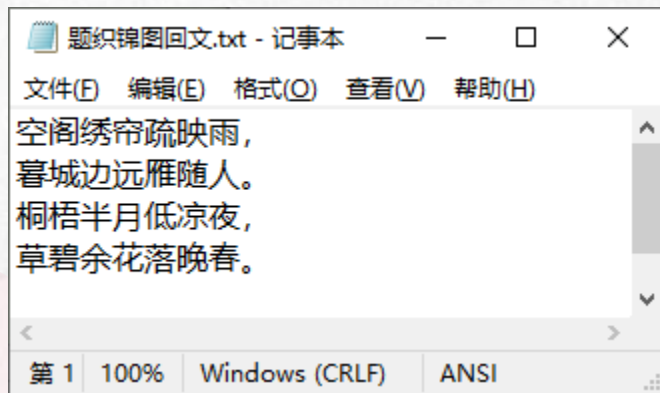 题织锦图回文.txt - 记事本
文件(F) 编辑(E) 格式(O) 查看(V) 帮助(H)
空阁绣帘疏映雨，
暮城边远雁随人。
桐梧半月低凉夜，
草碧余花落晚春。
第 1 100% Windows (CRLF) ANSI